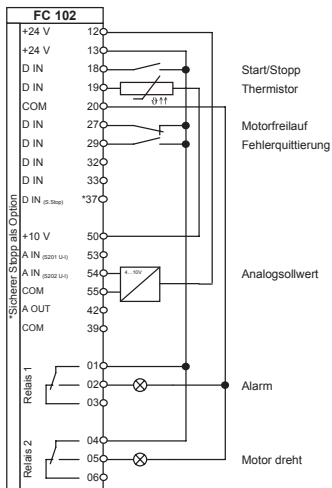 FC 102
+24 V 12
+24 V 13
D IN 18 Start/Stopp
D IN 19 Thermistor
ϑ↑↑
COM 20
D IN 27 Motorfreilauf
D IN 29 Fehlerquittierung
D IN 32
D IN 33
D IN (S.Stop) *37
*Sicherer Stopp als Option
+10 V 50
A IN (S201 U-I) 53
A IN (S202 U-I) 54 4...10V Analogsollwert
COM 55
A OUT 42
COM 39
Relais 1
01
02 Alarm
03
Relais 2
04
05 Motor dreht
06